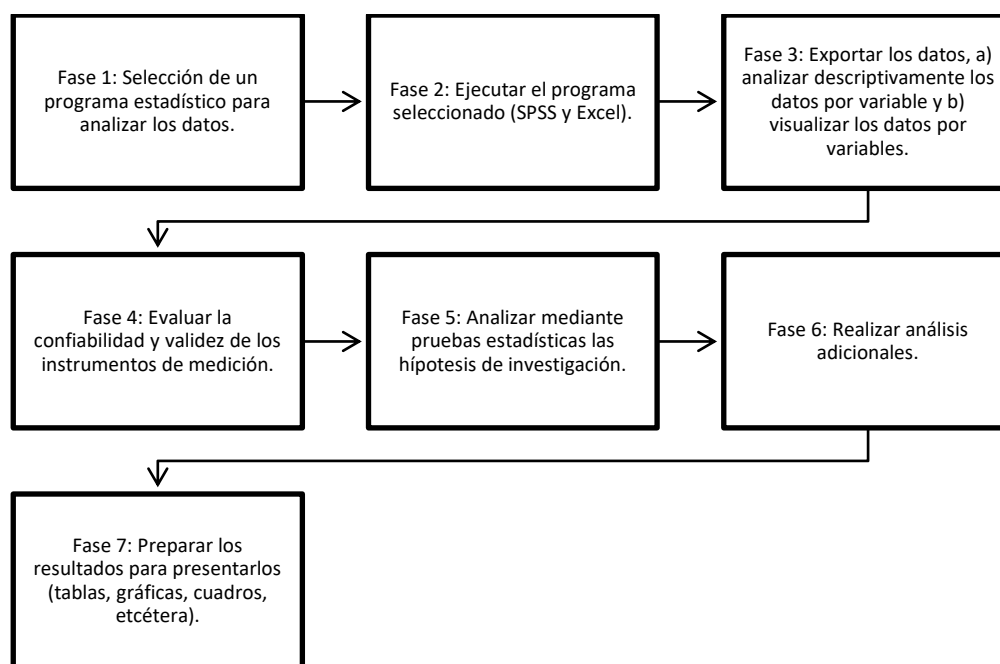 Fase 1: Selección de un
programa estadístico para
analizar los datos.
Fase 2: Ejecutar el programa
seleccionado (SPSS y Excel).
Fase 3: Exportar los datos, a)
analizar descriptivamente los
datos por variable y b)
visualizar los datos por
variables.
Fase 4: Evaluar la
confiabilidad y validez de los
instrumentos de medición.
Fase 5: Analizar mediante
pruebas estadísticas las
hípotesis de investigación.
Fase 6: Realizar análisis
adicionales.
Fase 7: Preparar los
resultados para presentarlos
(tablas, gráficas, cuadros,
etcétera).